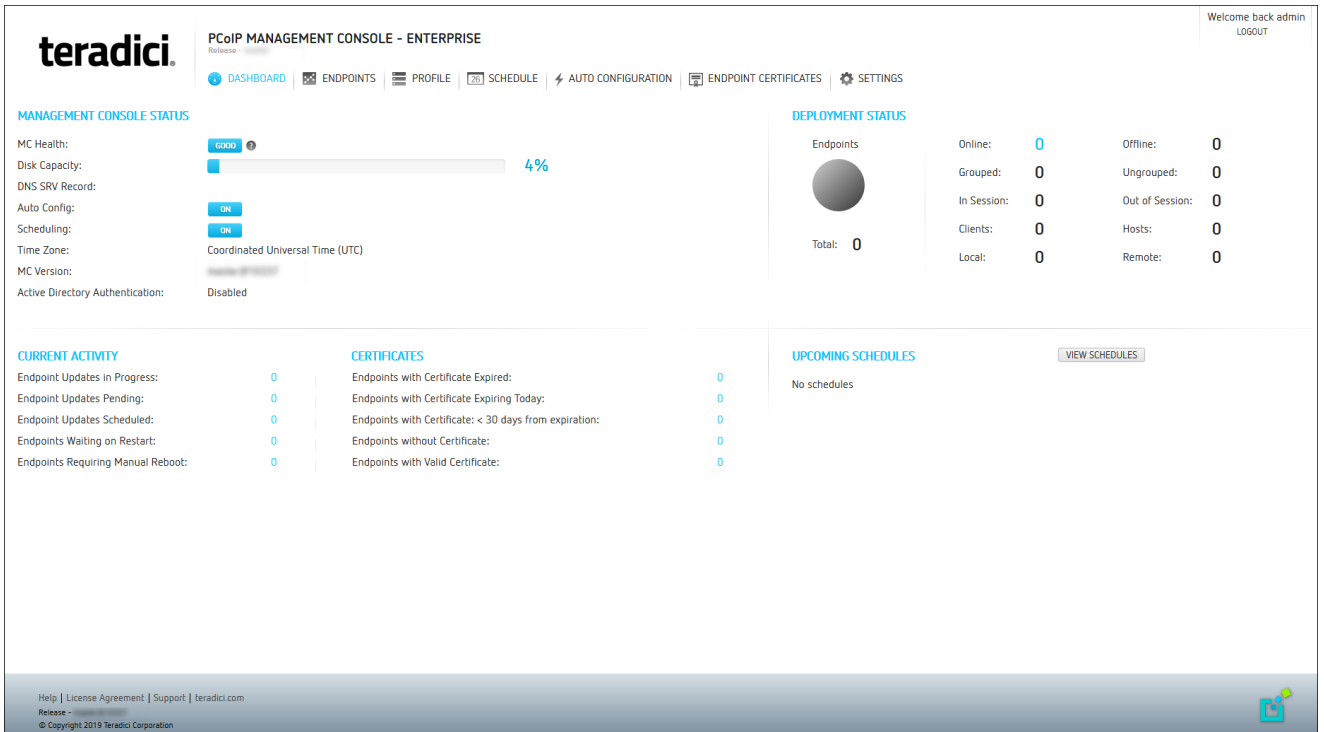 Welcome back admin
LOGOUT
teradici®
PCoIP MANAGEMENT CONSOLE - ENTERPRISE
Release -
DASHBOARD ENDPOINTS PROFILE 26 SCHEDULE AUTO CONFIGURATION ENDPOINT CERTIFICATES SETTINGS
MANAGEMENT CONSOLE STATUS
MC Health: GOOD ?
Disk Capacity: 4%
DNS SRV Record:
Auto Config: ON
Scheduling: ON
Time Zone: Coordinated Universal Time (UTC)
MC Version:
Active Directory Authentication: Disabled
DEPLOYMENT STATUS
Endpoints
Total: 0
Online: 0 Offline: 0
Grouped: 0 Ungrouped: 0
In Session: 0 Out of Session: 0
Clients: 0 Hosts: 0
Local: 0 Remote: 0
CURRENT ACTIVITY
Endpoint Updates in Progress: 0
Endpoint Updates Pending: 0
Endpoint Updates Scheduled: 0
Endpoints Waiting on Restart: 0
Endpoints Requiring Manual Reboot: 0
CERTIFICATES
Endpoints with Certificate Expired: 0
Endpoints with Certificate Expiring Today: 0
Endpoints with Certificate: < 30 days from expiration: 0
Endpoints without Certificate: 0
Endpoints with Valid Certificate: 0
UPCOMING SCHEDULES VIEW SCHEDULES
No schedules
Help | License Agreement | Support | teradici.com
Release -
© Copyright 2019 Teradici Corporation